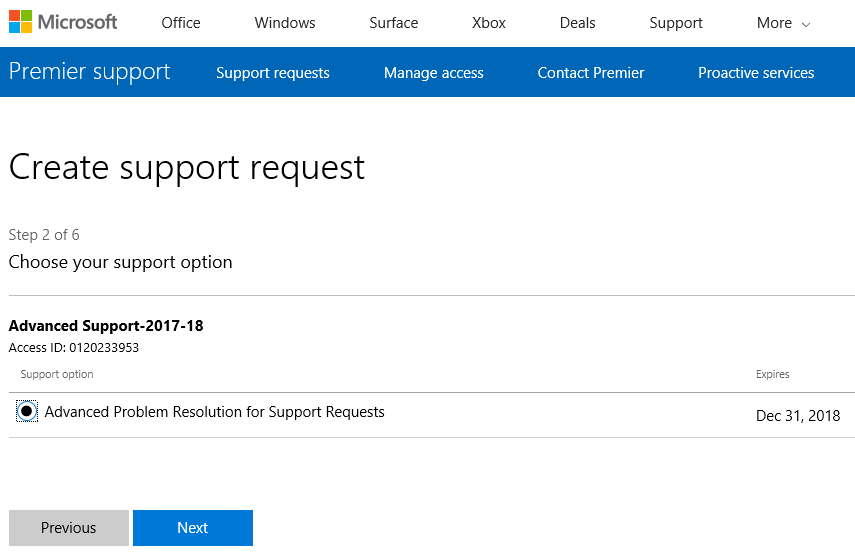 Microsoft Office Windows Surface Xbox Deals Support More
Premier support Support requests Manage access Contact Premier Proactive services
Create support request
Step 2 of 6
Choose your support option
Advanced Support-2017-18
Access ID: 0120233953
Support option Expires
Advanced Problem Resolution for Support Requests Dec 31, 2018
Previous Next